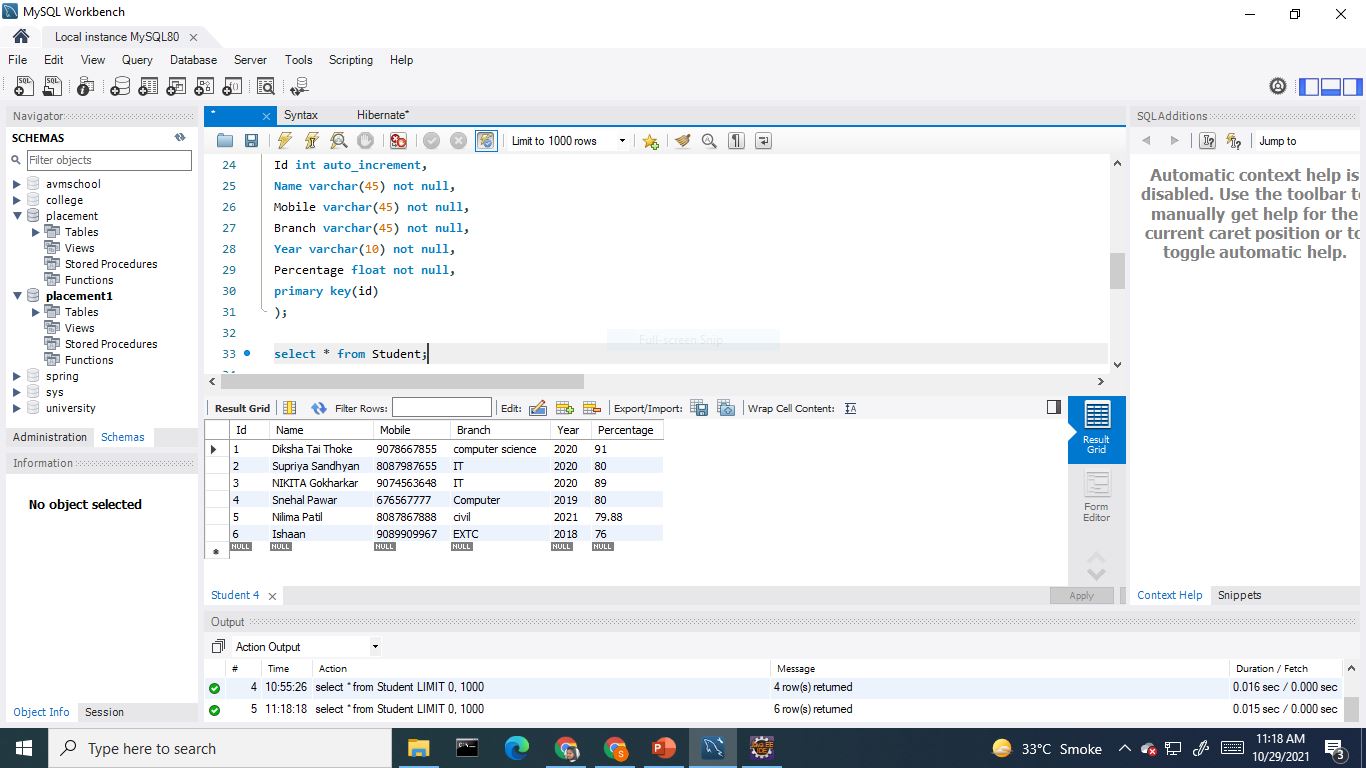 MySQL Workbench
Local instance MySQL80
File Edit View Query Database Server Tools Scripting Help
Navigator
SCHEMAS
Filter objects
avmschool
college
placement
Tables
Views
Stored Procedures
Functions
placement1
Tables
Views
Stored Procedures
Functions
spring
sys
university
Administration Schemas
Information
No object selected
Object Info Session
* Syntax Hibernate*
Limit to 1000 rows
24 Id int auto_increment,
25 Name varchar(45) not null,
26 Mobile varchar(45) not null,
27 Branch varchar(45) not null,
28 Year varchar(10) not null,
29 Percentage float not null,
30 primary key(id)
31 );
32
33 select * from Student;
Full-screen Snip
Result Grid Filter Rows: Edit: Export/Import: Wrap Cell Content:
Id Name Mobile Branch Year Percentage
1 Diksha Tai Thoke 9078667855 computer science 2020 91
2 Supriya Sandhyan 8087987655 IT 2020 80
3 NIKITA Gokharkar 9074563648 IT 2020 89
4 Snehal Pawar 676567777 Computer 2019 80
5 Nilima Patil 8087867888 civil 2021 79.88
6 Ishaan 9089909967 EXTC 2018 76
* NULL NULL NULL NULL NULL NULL
Result Grid
Form Editor
Student 4 Apply
SQLAdditions
Jump to
Automatic context help is
disabled. Use the toolbar to
manually get help for the
current caret position or to
toggle automatic help.
Context Help Snippets
Output
Action Output
# Time Action Message Duration / Fetch
4 10:55:26 select * from Student LIMIT 0, 1000 4 row(s) returned 0.016 sec / 0.000 sec
5 11:18:18 select * from Student LIMIT 0, 1000 6 row(s) returned 0.015 sec / 0.000 sec
Type here to search
33°C Smoke
11:18 AM
10/29/2021
3